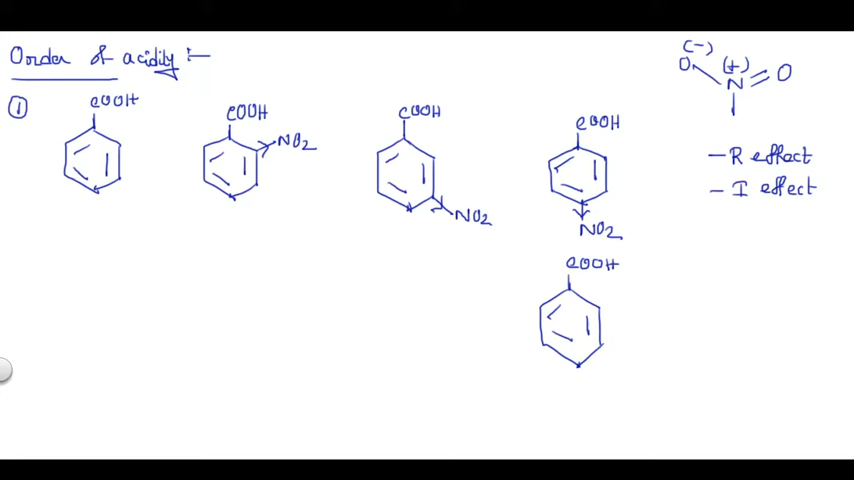 Order of acidity :-
(-)
O (+) N O
① COOH COOH COOH COOH
NO2
NO2
NO2
- R effect
- I effect
COOH